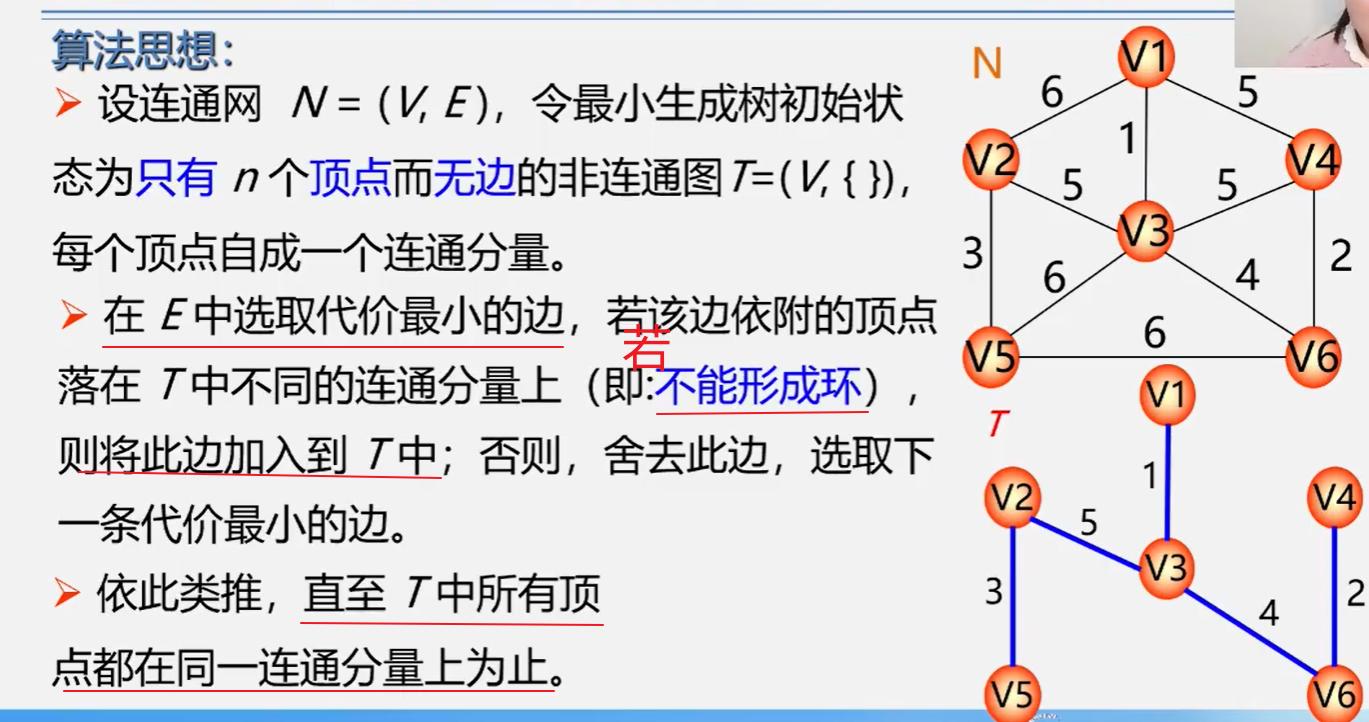 算法思想：
➢ 设连通网 N = (V, E )，令最小生成树初始状
态为只有 n 个顶点而无边的非连通图T=(V, { })，
每个顶点自成一个连通分量。
➢ 在 E 中选取代价最小的边，若该边依附的顶点
若
落在 T 中不同的连通分量上（即:不能形成环），
则将此边加入到 T 中；否则，舍去此边，选取下
一条代价最小的边。
➢ 依此类推，直至 T 中所有顶
点都在同一连通分量上为止。
N
V1
6
5
1
V2
V4
5
5
V3
3
2
6
4
6
V5
V6
T
V1
1
V2
V4
5
V3
3
2
4
V5
V6